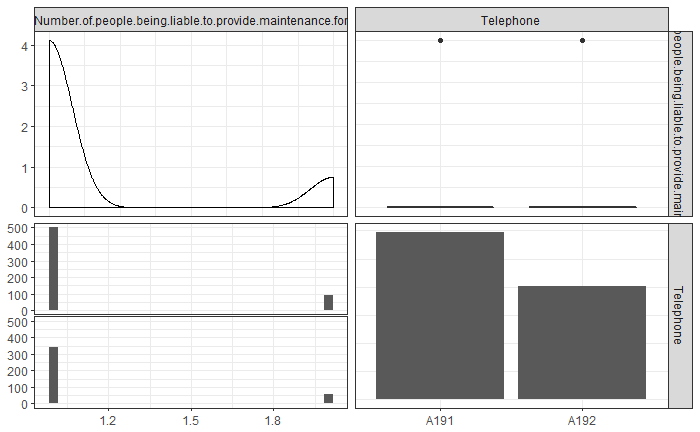 Number.of.people.being.liable.to.provide.maintenance.for
Telephone
4
3
2
1
0
people.being.liable.to.provide.main
500
400
300
200
100
0
500
400
300
200
100
0
Telephone
1.2 1.5 1.8
A191 A192